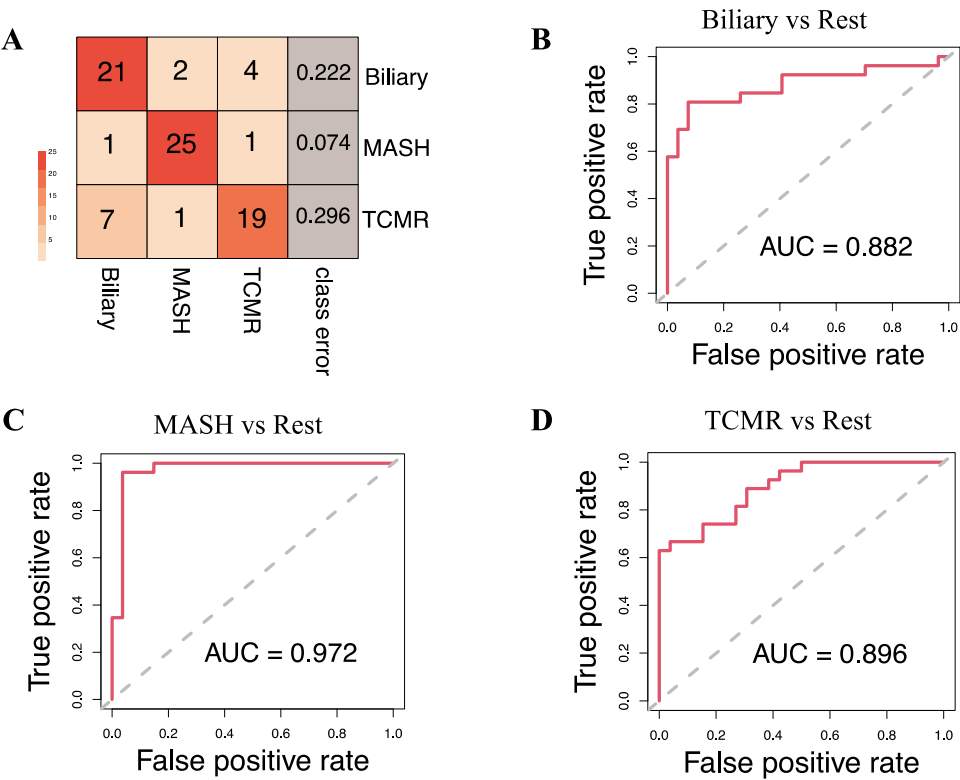 A
21 2 4 0.222 Biliary
1 25 1 0.074 MASH
7 1 19 0.296 TCMR
Biliary MASH TCMR class error
25
20
15
10
5
B
Biliary vs Rest
True positive rate
1.0
0.8
0.6
0.4
0.2
0.0
AUC = 0.882
0.0 0.2 0.4 0.6 0.8 1.0
False positive rate
C
MASH vs Rest
True positive rate
1.0
0.8
0.6
0.4
0.2
0.0
AUC = 0.972
0.0 0.2 0.4 0.6 0.8 1.0
False positive rate
D
TCMR vs Rest
True positive rate
1.0
0.8
0.6
0.4
0.2
0.0
AUC = 0.896
0.0 0.2 0.4 0.6 0.8 1.0
False positive rate